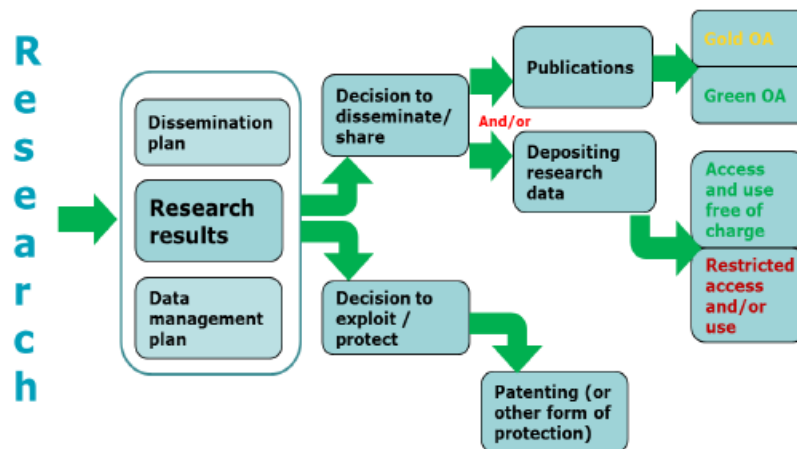 Research
Dissemination
plan
Research
results
Data
management
plan
Decision to
disseminate/
share
And/or
Decision to
exploit /
protect
Publications
Depositing
research
data
Patenting (or
other form of
protection)
Gold OA
Green OA
Access
and use
free of
charge
Restricted
access
and/or
use